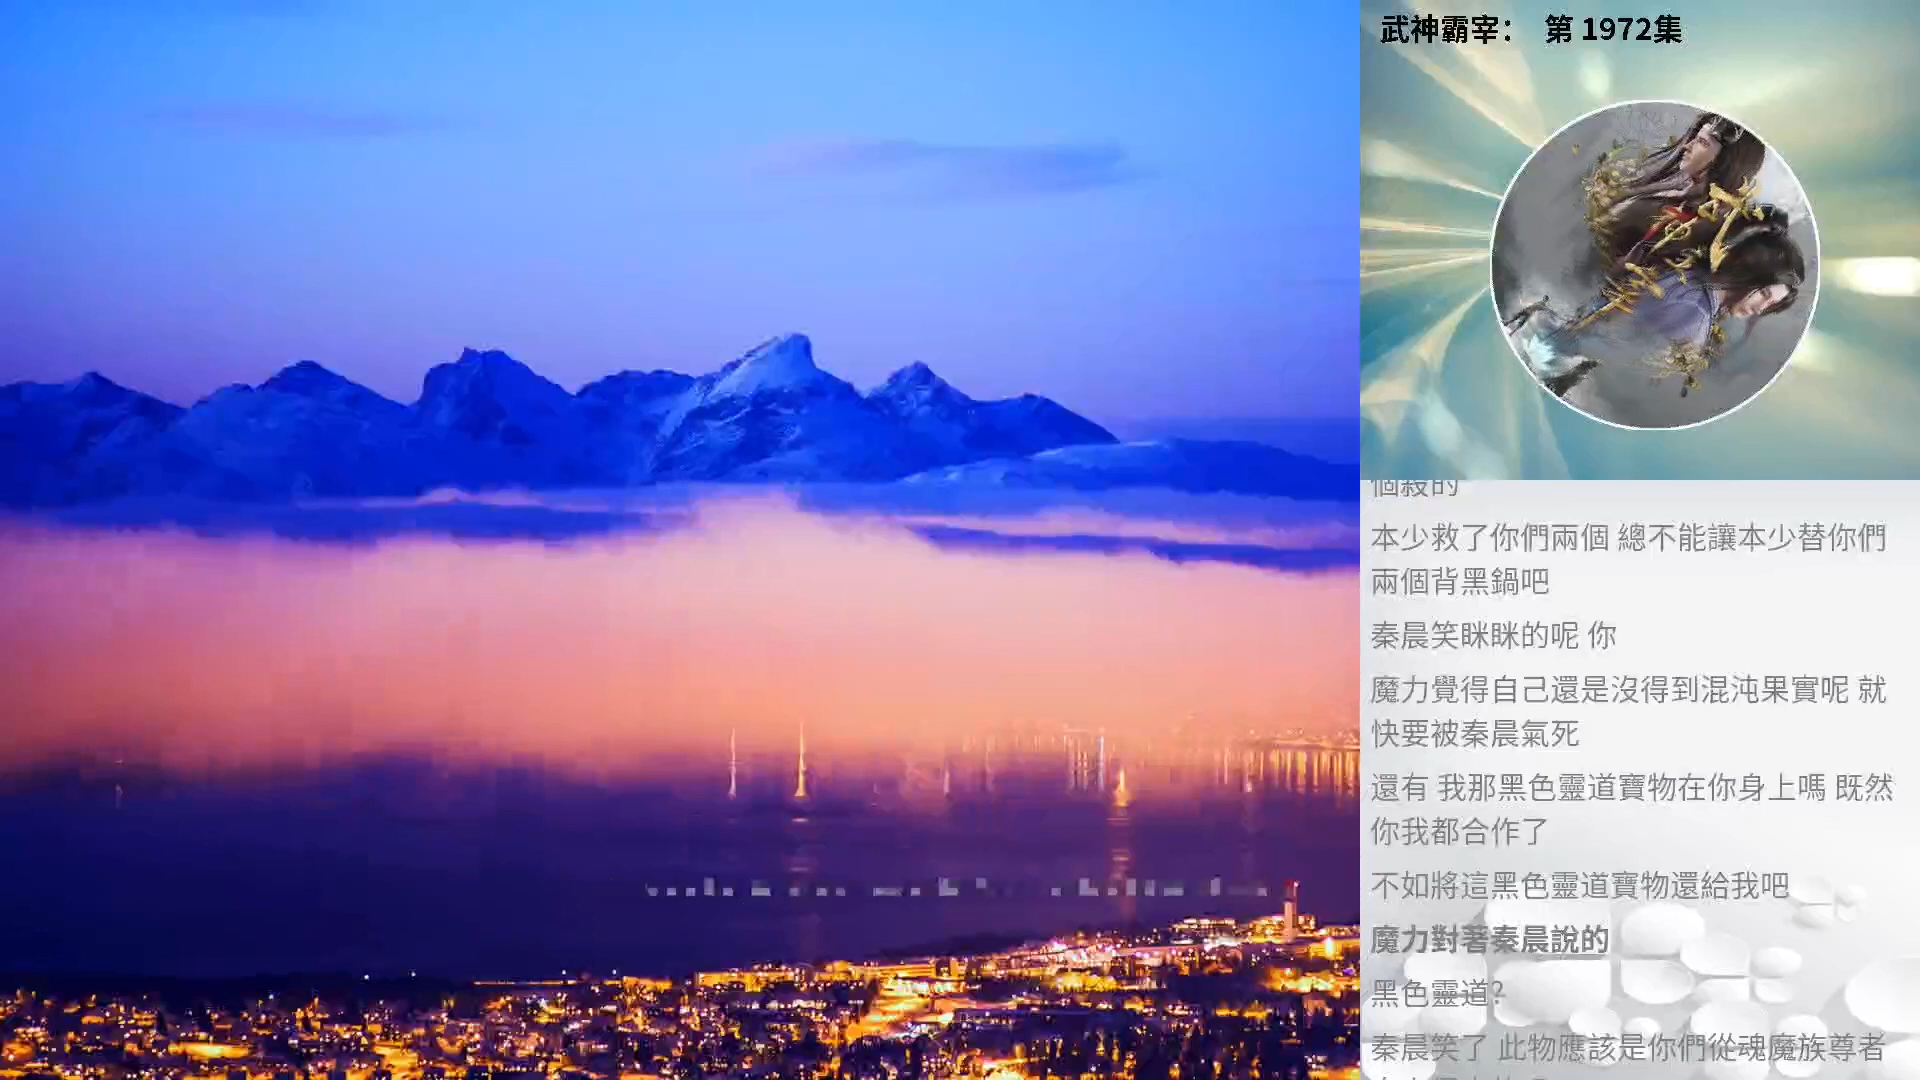 武神霸宰： 第 1972集
個殺的
本少救了你們兩個 總不能讓本少替你們
兩個背黑鍋吧
秦晨笑眯眯的呢 你
魔力覺得自己還是沒得到混沌果實呢 就
快要被秦晨氣死
還有 我那黑色靈道寶物在你身上嗎 既然
你我都合作了
不如將這黑色靈道寶物還給我吧
魔力對著秦晨說的
黑色靈道?
秦晨笑了 此物應該是你們從魂魔族尊者